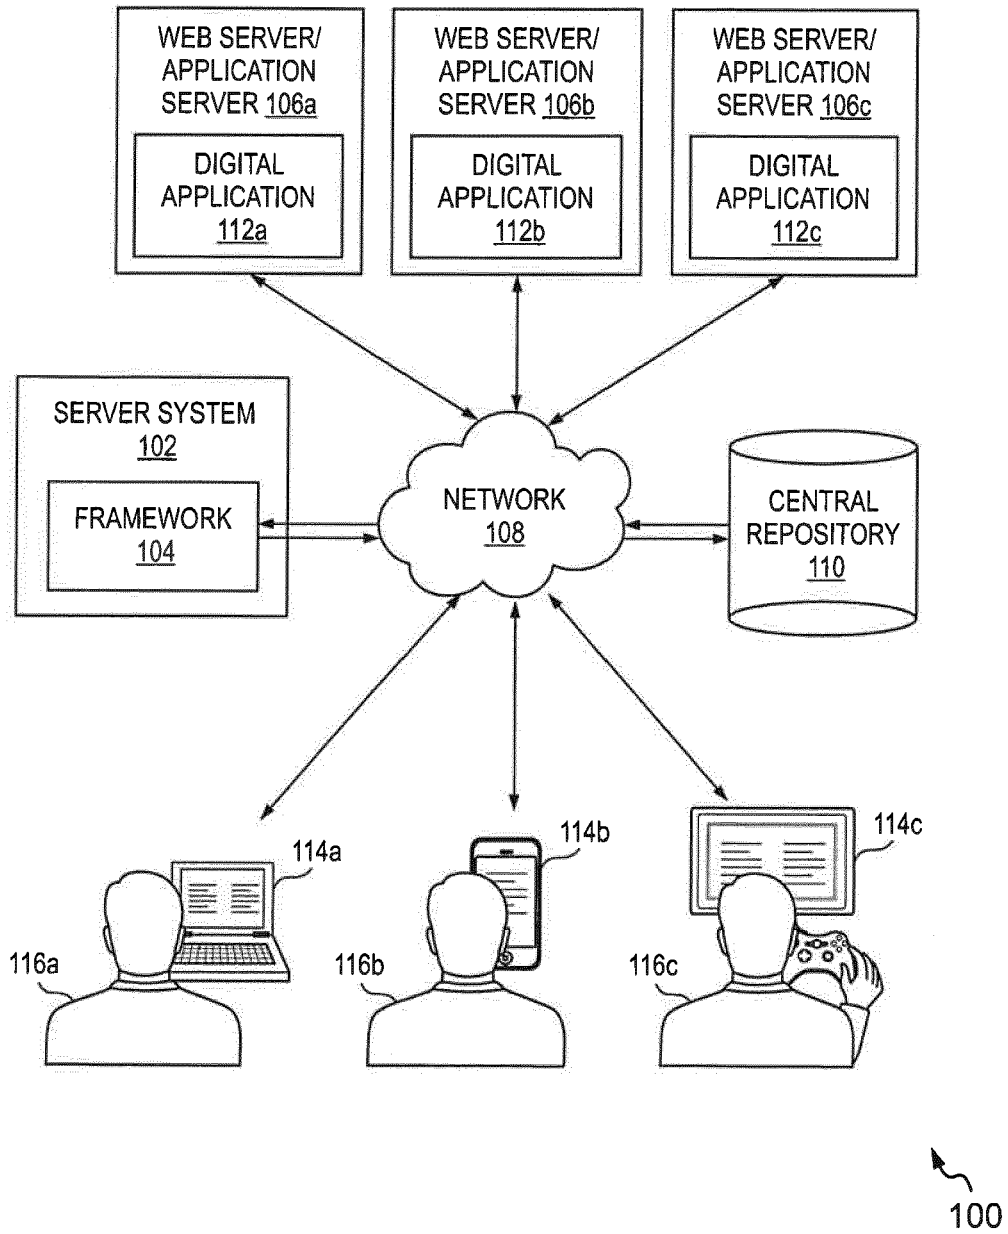 WEB SERVER/
APPLICATION
SERVER 106a
DIGITAL
APPLICATION
112a
WEB SERVER/
APPLICATION
SERVER 106b
DIGITAL
APPLICATION
112b
WEB SERVER/
APPLICATION
SERVER 106c
DIGITAL
APPLICATION
112c
SERVER SYSTEM
102
FRAMEWORK
104
NETWORK
108
CENTRAL
REPOSITORY
110
114a
116a
114b
116b
114c
116c
100